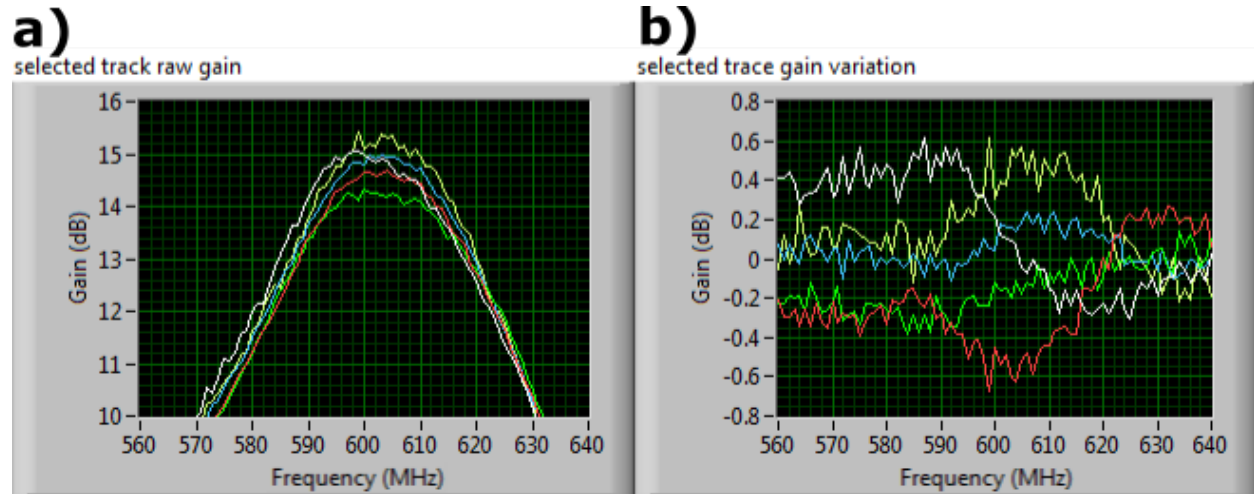 a)
selected track raw gain
16
15
14
13
12
11
10
Gain (dB)
560 570 580 590 600 610 620 630 640
Frequency (MHz)
b)
selected trace gain variation
0.8
0.6
0.4
0.2
0
-0.2
-0.4
-0.6
-0.8
Gain (dB)
560 570 580 590 600 610 620 630 640
Frequency (MHz)